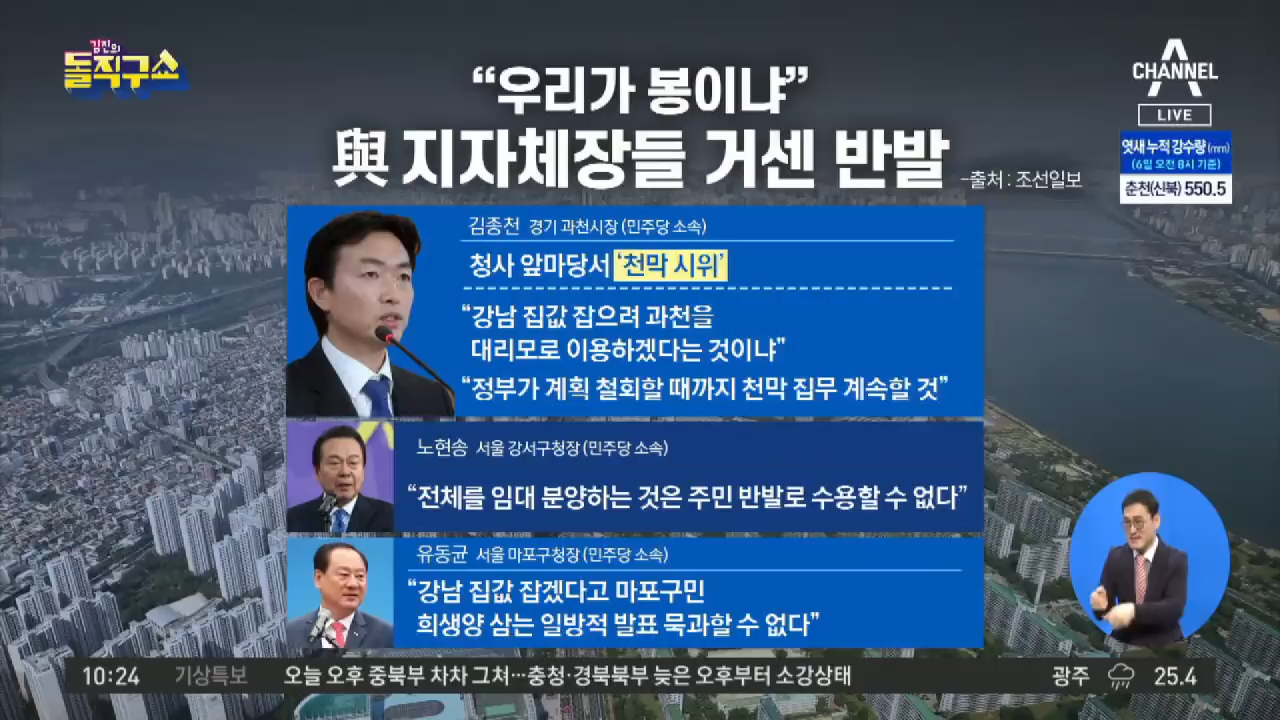 김진의
돌직구쇼
CHANNEL A
LIVE
엿새 누적 강수량(mm)
(6일 오전 8시 기준)
춘천(신북) 550.5
“우리가 봉이냐”
與 지자체장들 거센 반발
-출처 : 조선일보
김종천 경기 과천시장 (민주당 소속)
청사 앞마당서 ‘천막 시위’
“강남 집값 잡으려 과천을
대리모로 이용하겠다는 것이냐”
“정부가 계획 철회할 때까지 천막 집무 계속할 것”
노현송 서울 강서구청장 (민주당 소속)
“전체를 임대 분양하는 것은 주민 반발로 수용할 수 없다”
유동균 서울 마포구청장 (민주당 소속)
“강남 집값 잡겠다고 마포구민
희생양 삼는 일방적 발표 묵과할 수 없다”
10:24 기상특보 오늘 오후 중북부 차차 그쳐…충청·경북북부 늦은 오후부터 소강상태 광주 25.4